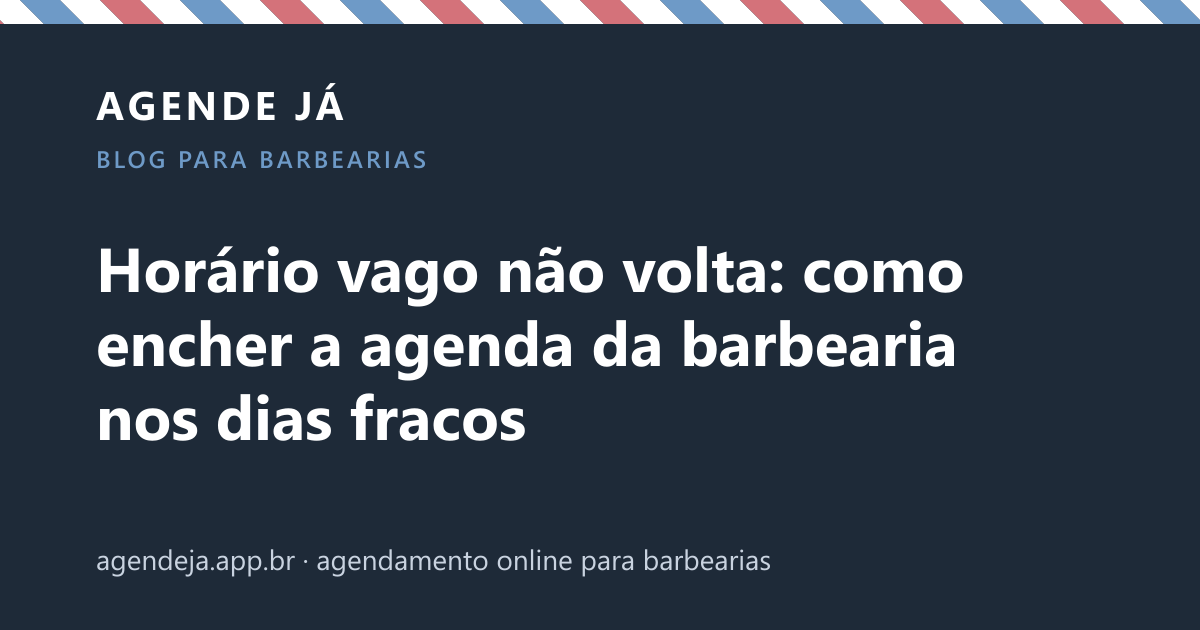 AGENDE JÁ
BLOG PARA BARBEARIAS
Horário vago não volta: como
encher a agenda da barbearia
nos dias fracos
agendeja.app.br · agendamento online para barbearias